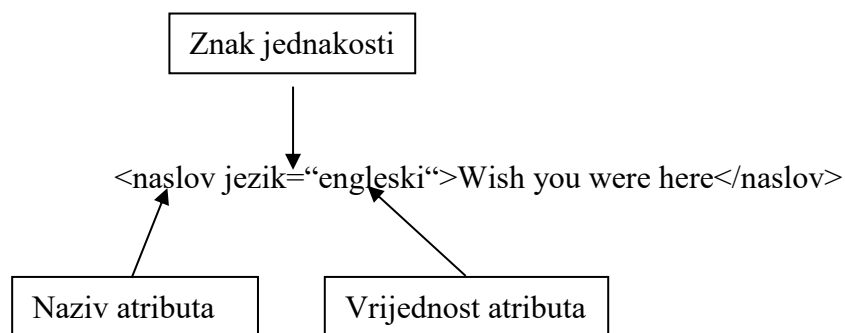 Znak jednakosti
<naslov jezik=“engleski“>Wish you were here</naslov>
Naziv atributa
Vrijednost atributa